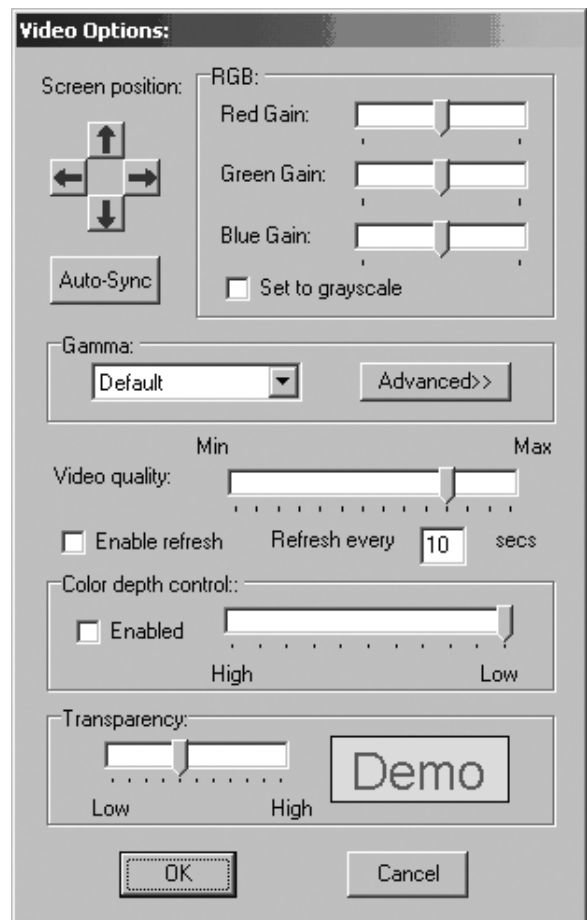 Video Options:
Screen position:
Auto-Sync
RGB:
Red Gain:
Green Gain:
Blue Gain:
Set to grayscale
Gamma:
Default
Advanced>>
Min Max
Video quality:
Enable refresh Refresh every 10 secs
Color depth control::
Enabled
High Low
Transparency:
Low High
Demo
OK Cancel